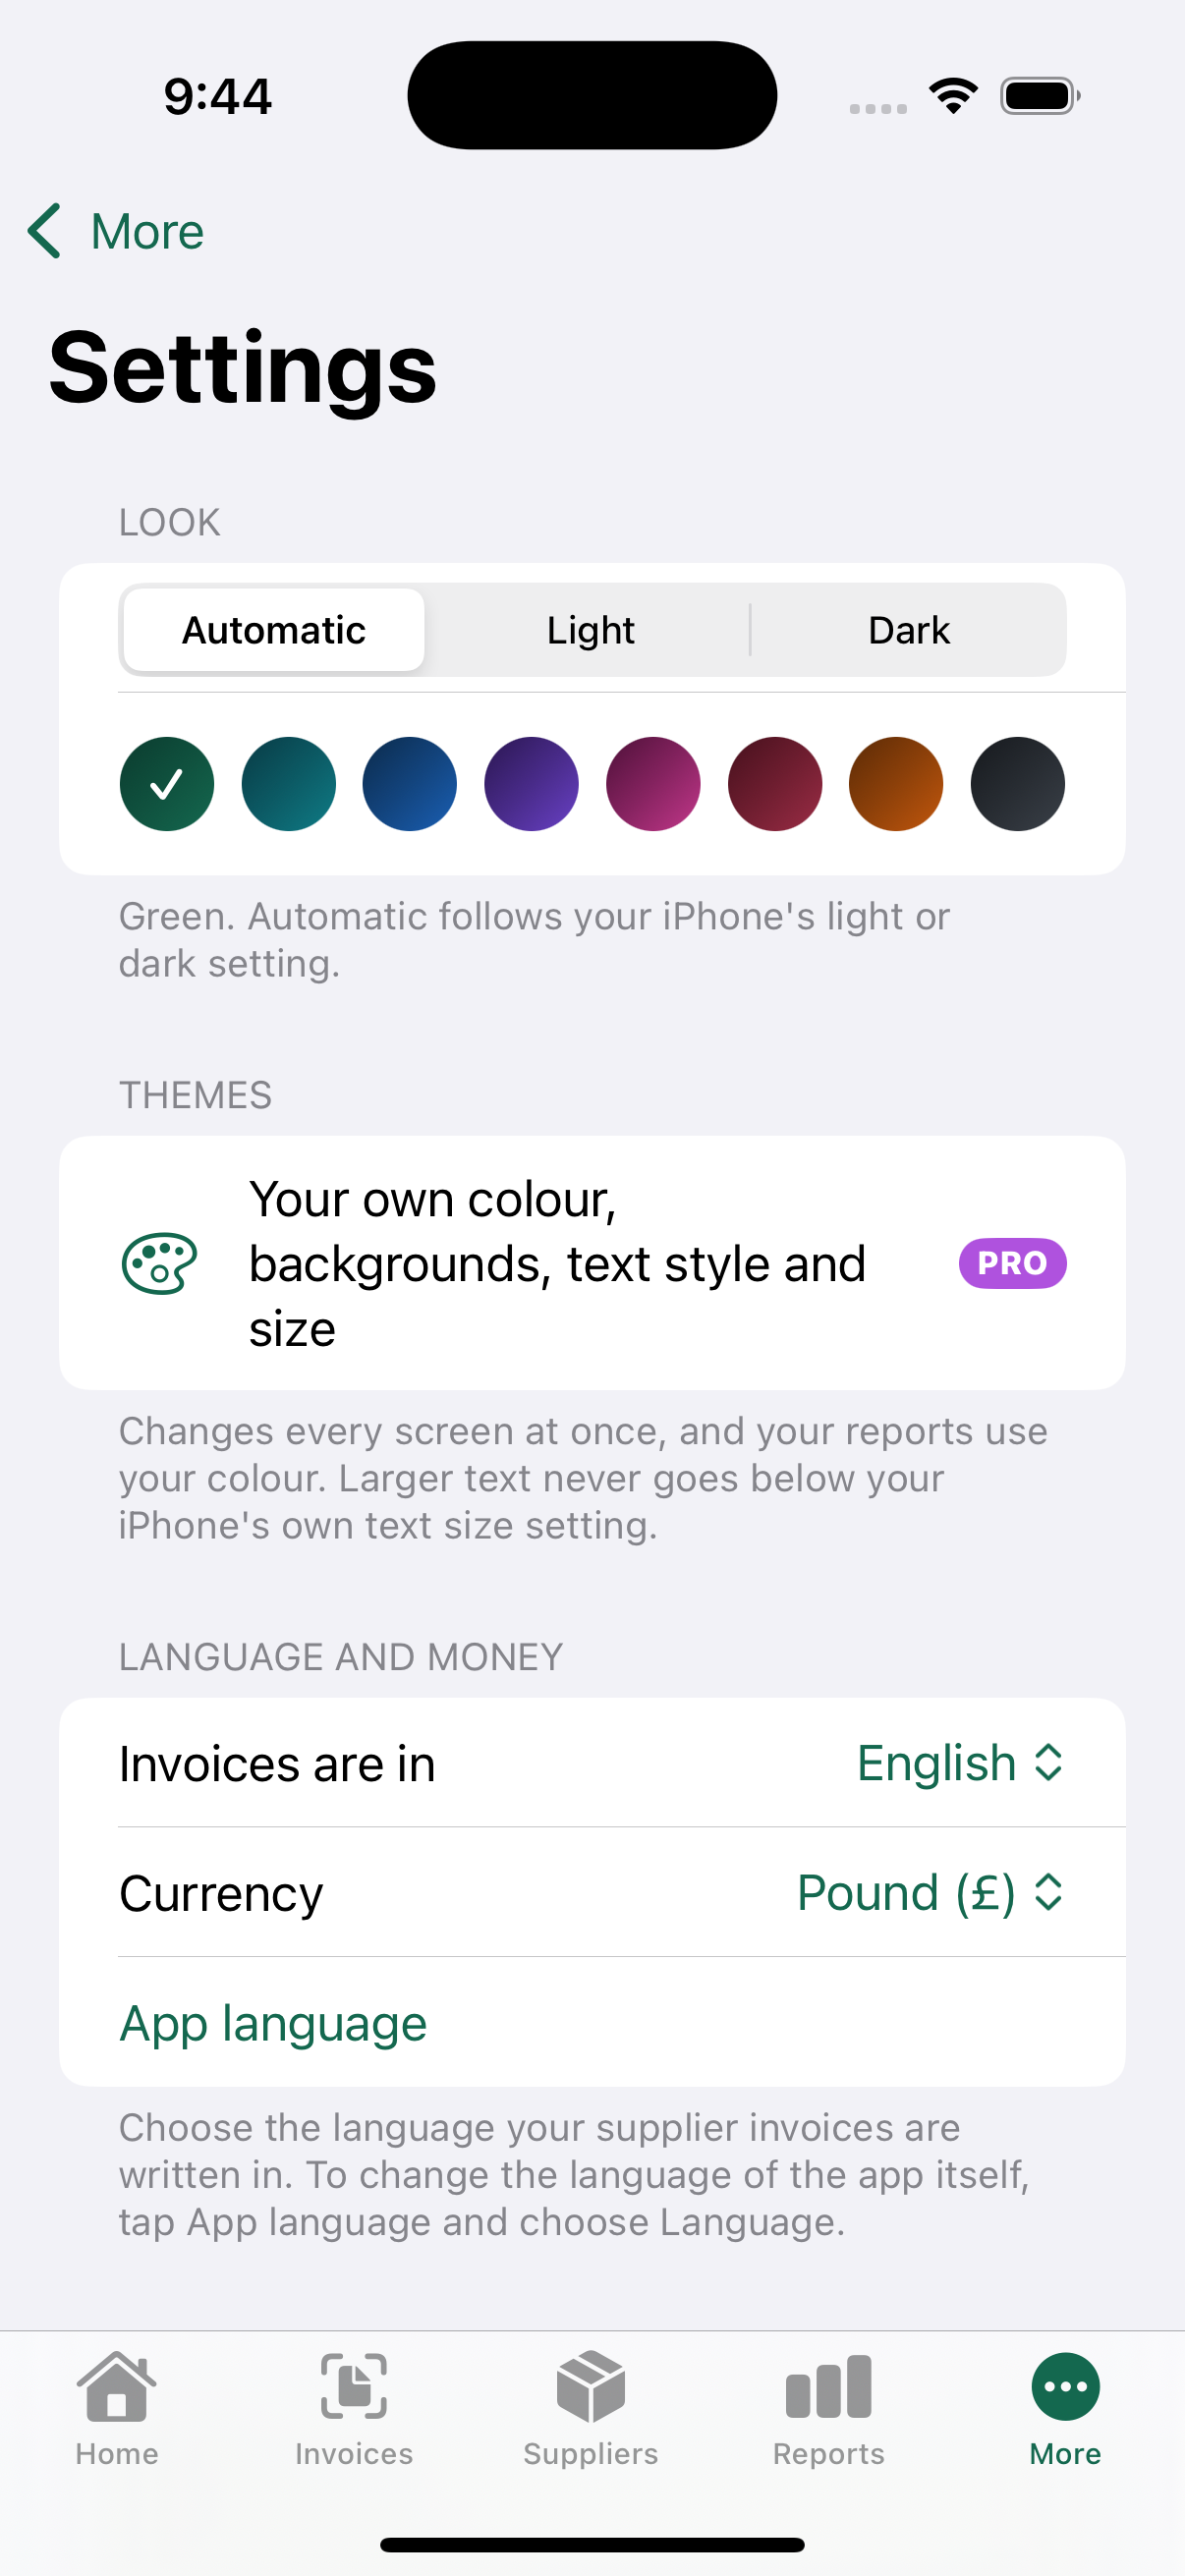 9:44
More
Settings
LOOK
Automatic
Light
Dark
Green. Automatic follows your iPhone's light or
dark setting.
THEMES
Your own colour,
backgrounds, text style and
size
PRO
Changes every screen at once, and your reports use
your colour. Larger text never goes below your
iPhone's own text size setting.
LANGUAGE AND MONEY
Invoices are in
English
Currency
Pound (£)
App language
Choose the language your supplier invoices are
written in. To change the language of the app itself,
tap App language and choose Language.
Home
Invoices
Suppliers
Reports
More